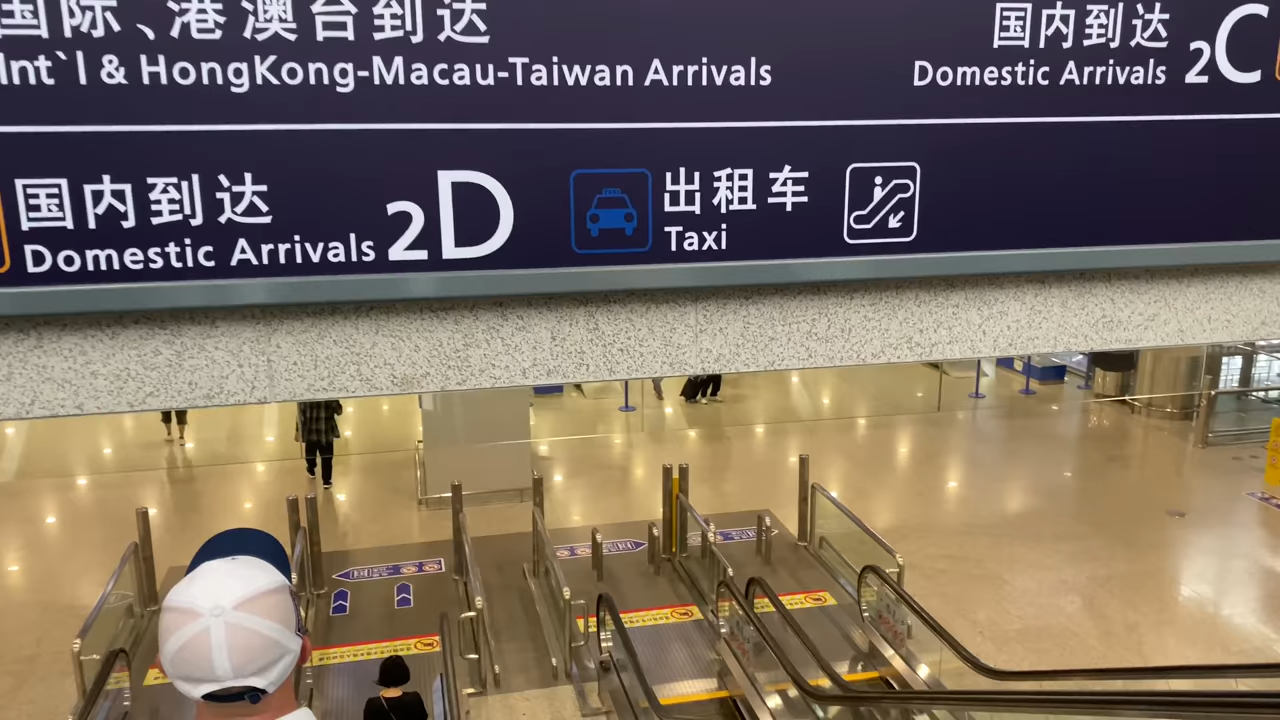 国际、港澳台到达
Int`l & HongKong-Macau-Taiwan Arrivals
国内到达
Domestic Arrivals
2C
国内到达
Domestic Arrivals
2D
出租车
Taxi